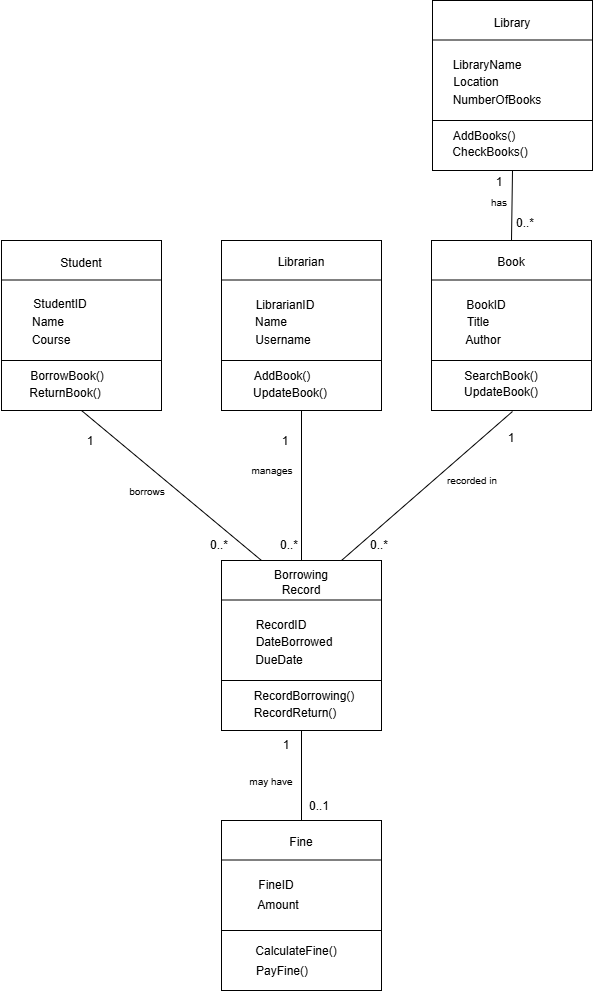 Library
LibraryName
Location
NumberOfBooks
AddBooks()
CheckBooks()
1
has
0..*
Student
StudentID
Name
Course
BorrowBook()
ReturnBook()
Librarian
LibrarianID
Name
Username
AddBook()
UpdateBook()
Book
BookID
Title
Author
SearchBook()
UpdateBook()
1
borrows
0..*
1
manages
0..*
1
recorded in
0..*
Borrowing
Record
RecordID
DateBorrowed
DueDate
RecordBorrowing()
RecordReturn()
1
may have
0..1
Fine
FineID
Amount
CalculateFine()
PayFine()